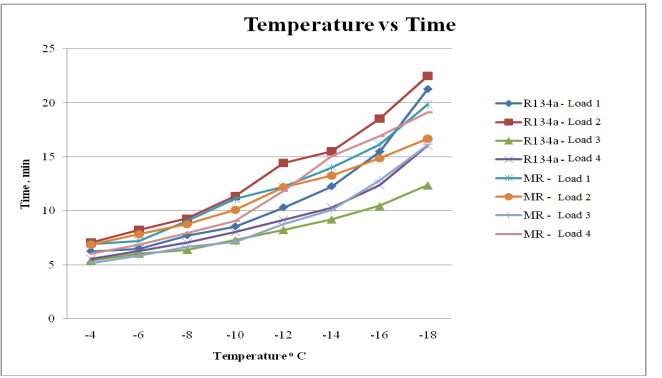 Temperature vs Time
25
20
15
10
5
0
Time, min
-4 -6 -8 -10 -12 -14 -16 -18
Temperature º C
R134a - Load 1
R134a - Load 2
R134a - Load 3
R134a - Load 4
MR - Load 1
MR - Load 2
MR - Load 3
MR - Load 4